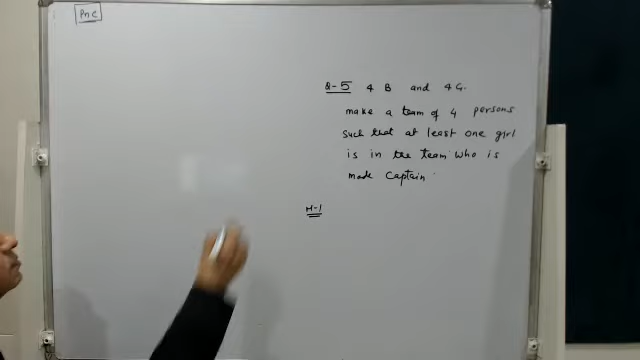 PnC
Q-5 4 B and 4 G.
make a team of 4 persons
such that at least one girl
is in the team who is
made Captain
M-1